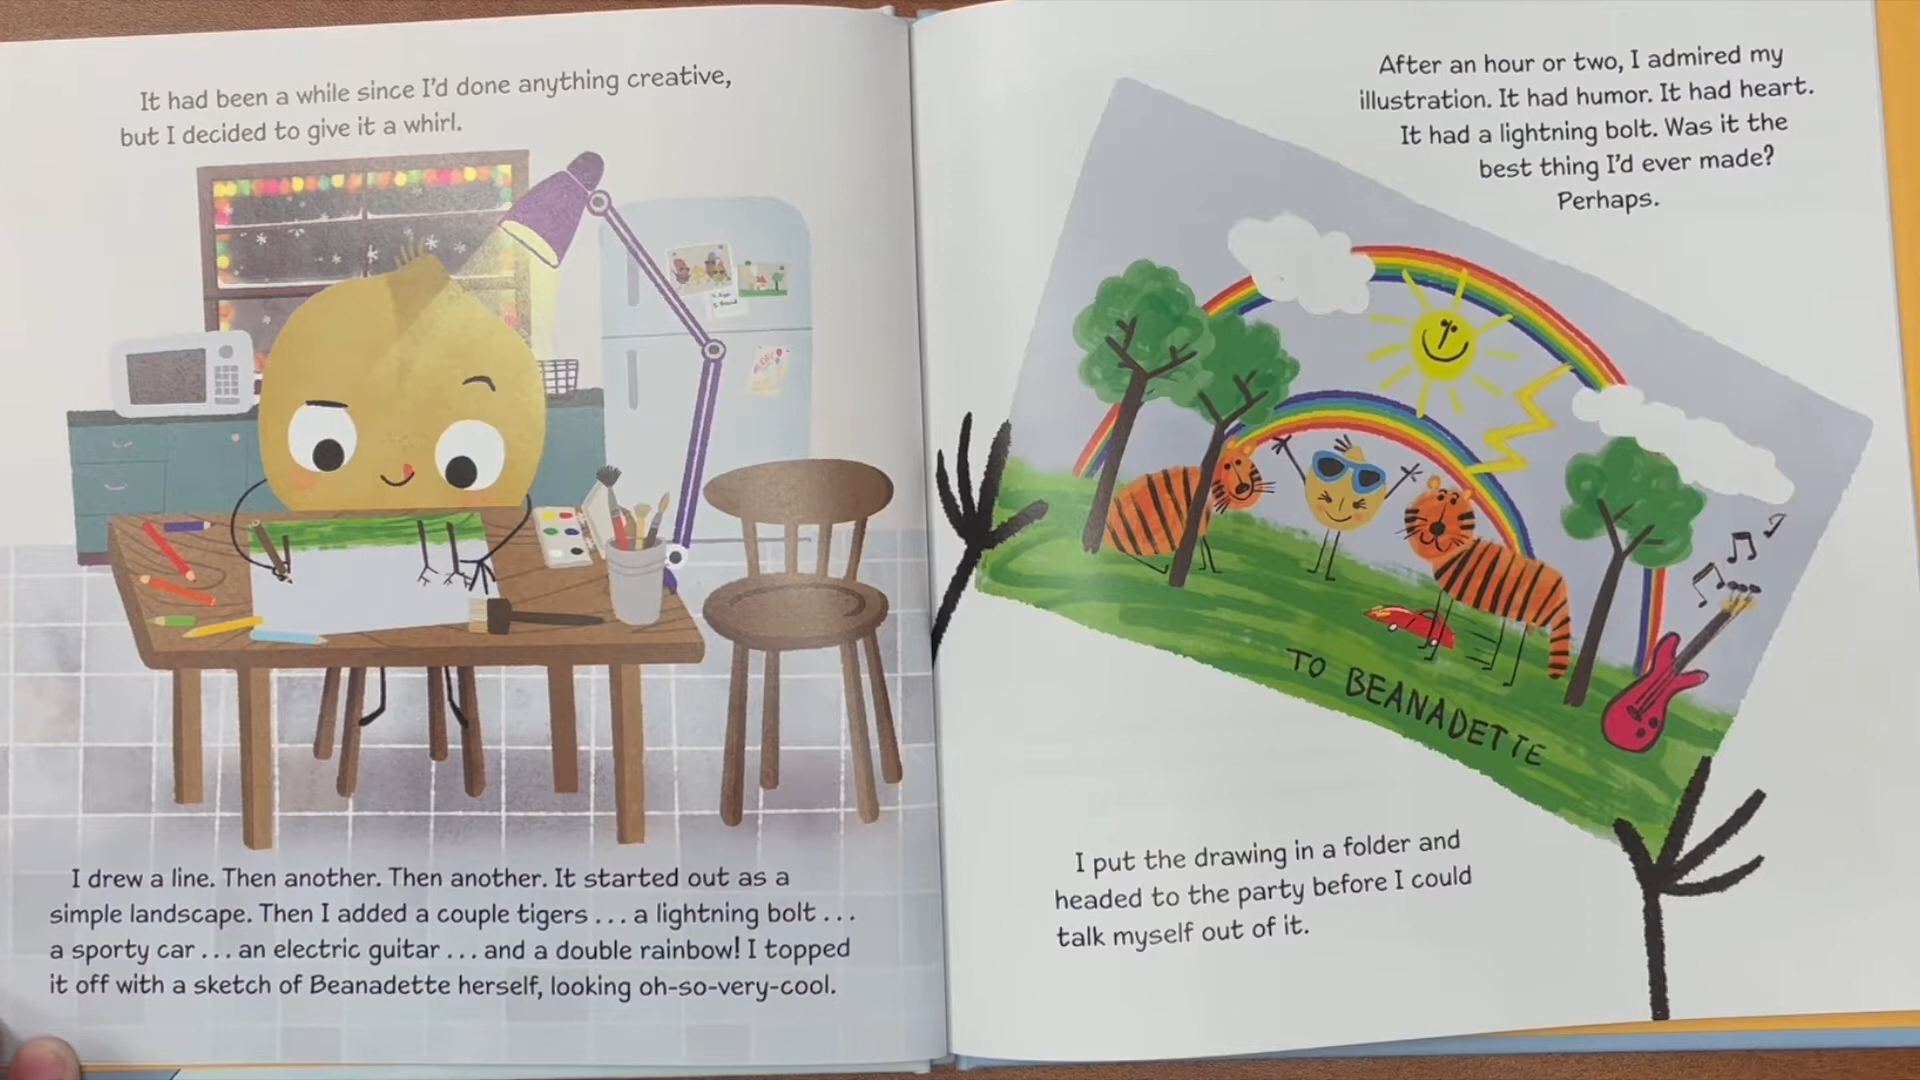 It had been a while since I'd done anything creative,
but I decided to give it a whirl.
I drew a line. Then another. Then another. It started out as a
simple landscape. Then I added a couple tigers . . . a lightning bolt . . .
a sporty car . . . an electric guitar . . . and a double rainbow! I topped
it off with a sketch of Beanadette herself, looking oh-so-very-cool.
After an hour or two, I admired my
illustration. It had humor. It had heart.
It had a lightning bolt. Was it the
best thing I'd ever made?
Perhaps.
TO BEANADETTE
I put the drawing in a folder and
headed to the party before I could
talk myself out of it.